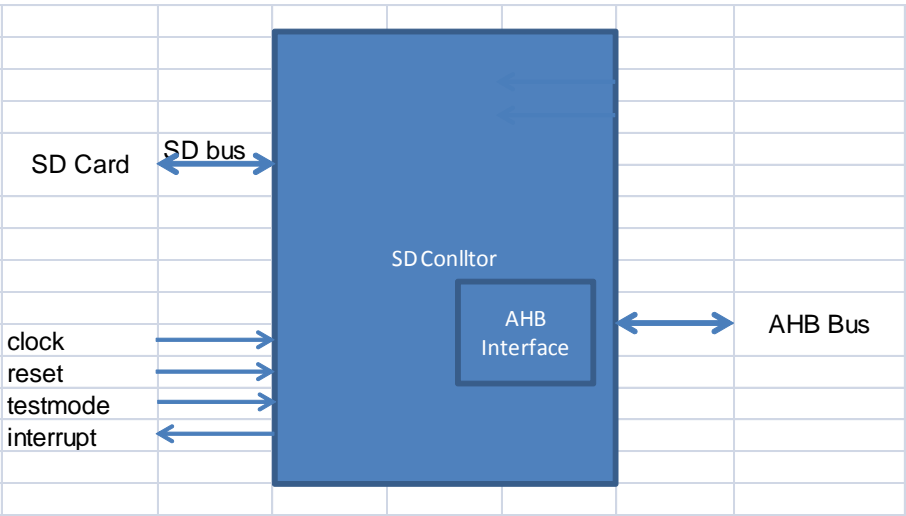 SD bus
SD Card
SD Conlltor
AHB
Interface
AHB Bus
clock
reset
testmode
interrupt